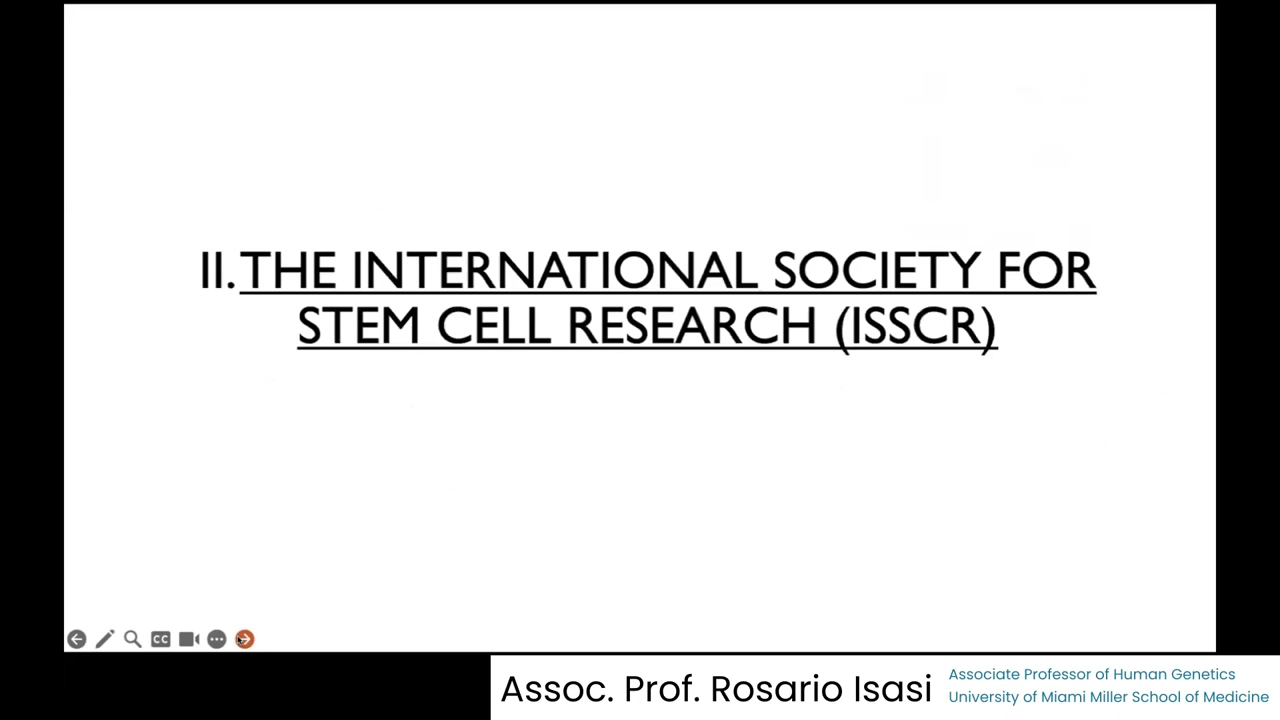 II. THE INTERNATIONAL SOCIETY FOR
STEM CELL RESEARCH (ISSCR)
CC
Assoc. Prof. Rosario Isasi
Associate Professor of Human Genetics
University of Miami Miller School of Medicine